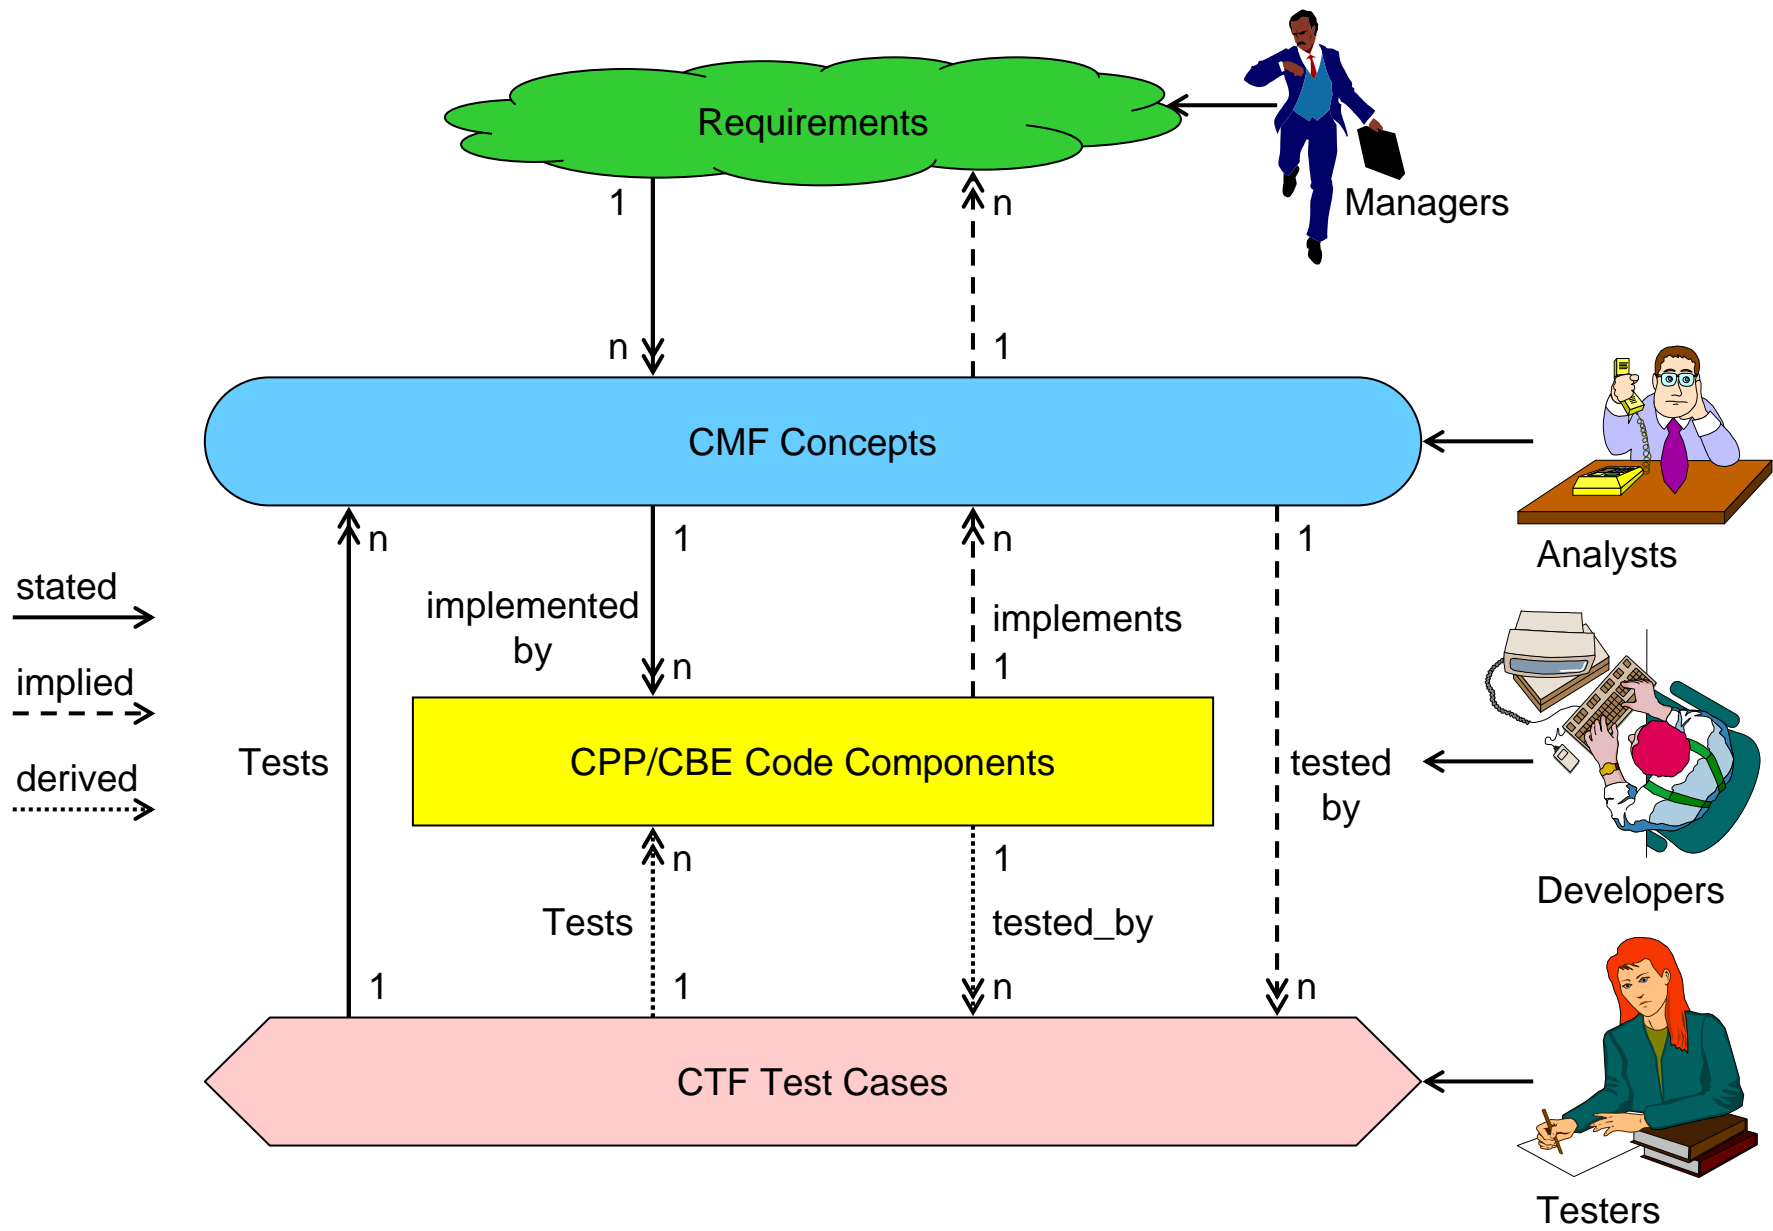 Requirements
1
n
Managers
n
1
CMF Concepts
n
1
n
1
Analysts
stated
implemented
by
implements
n
1
implied
Tests
CPP/CBE Code Components
tested
by
derived
n
1
Developers
Tests
tested_by
1
1
n
n
CTF Test Cases
Testers